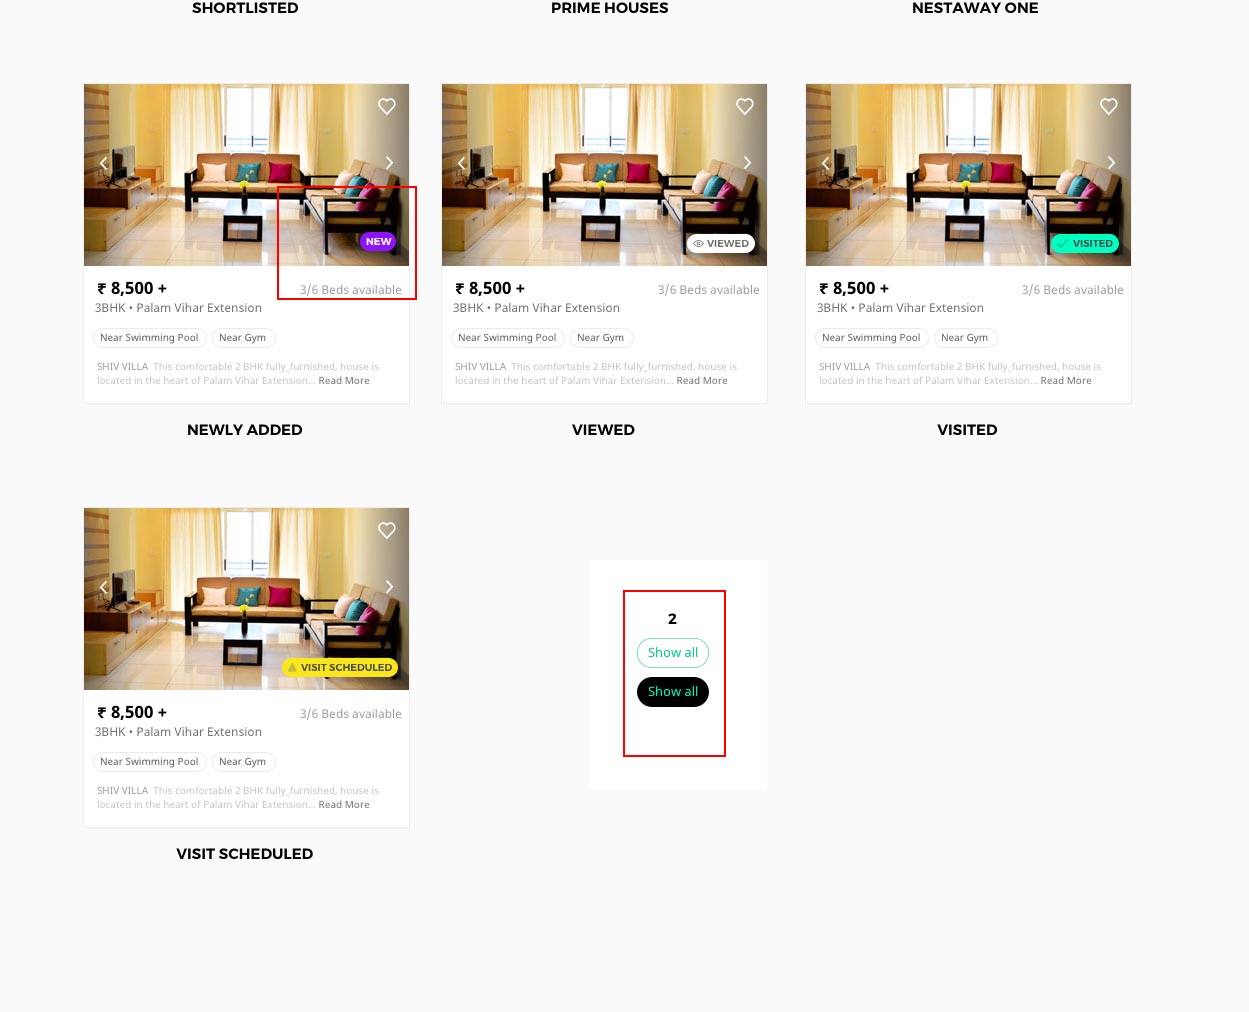 SHORTLISTED
PRIME HOUSES
NESTAWAY ONE
NEW
₹ 8,500 +
3/6 Beds available
3BHK • Palam Vihar Extension
Near Swimming Pool
Near Gym
SHIV VILLA This comfortable 2 BHK fully_furnished, house is
located in the heart of Palam Vihar Extension... Read More
NEWLY ADDED
VIEWED
₹ 8,500 +
3/6 Beds available
3BHK • Palam Vihar Extension
Near Swimming Pool
Near Gym
SHIV VILLA This comfortable 2 BHK fully_furnished, house is
located in the heart of Palam Vihar Extension... Read More
VIEWED
VISITED
₹ 8,500 +
3/6 Beds available
3BHK • Palam Vihar Extension
Near Swimming Pool
Near Gym
SHIV VILLA This comfortable 2 BHK fully_furnished, house is
located in the heart of Palam Vihar Extension... Read More
VISITED
VISIT SCHEDULED
₹ 8,500 +
3/6 Beds available
3BHK • Palam Vihar Extension
Near Swimming Pool
Near Gym
SHIV VILLA This comfortable 2 BHK fully_furnished, house is
located in the heart of Palam Vihar Extension... Read More
VISIT SCHEDULED
2
Show all
Show all